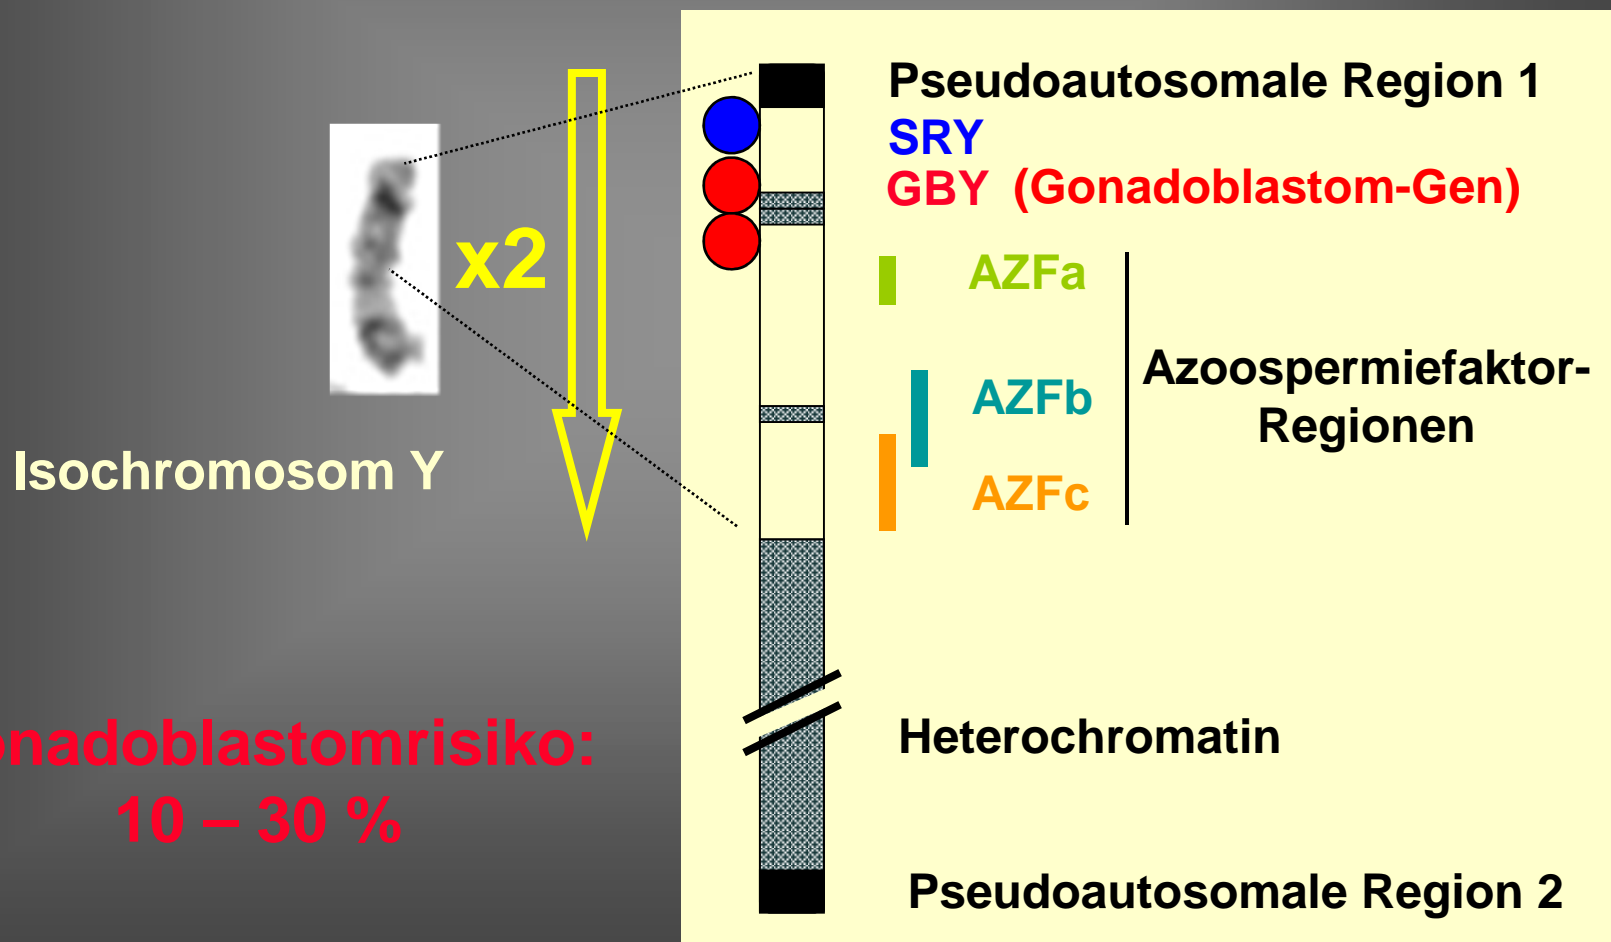 Pseudoautosomale Region 1
SRY
GBY (Gonadoblastom-Gen)
x2
AZFa
Azoospermiefaktor-
Regionen
AZFb
AZFc
Isochromosom Y
onadoblastomrisiko:
10 – 30 %
Heterochromatin
Pseudoautosomale Region 2